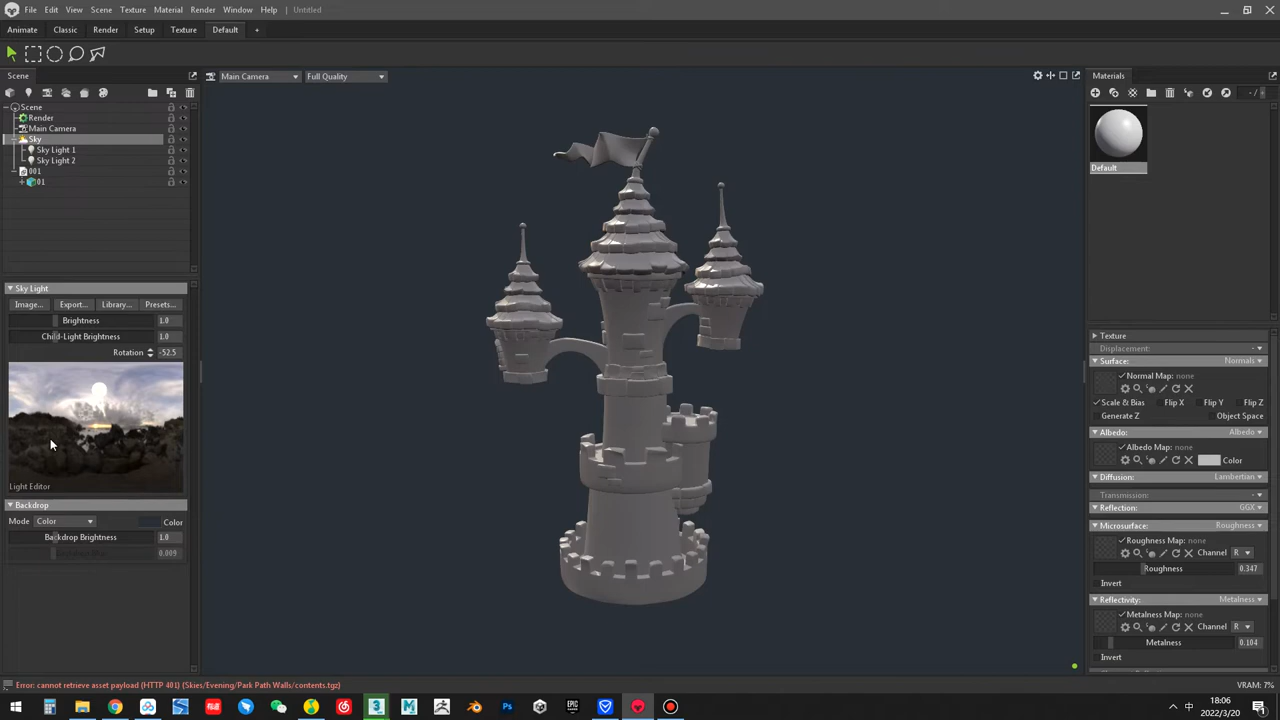 File Edit View Scene Texture Material Render Window Help Untitled
Animate Classic Render Setup Texture Default +
Scene
Main Camera Full Quality
Materials
Scene
Render
Main Camera
Sky
Sky Light 1
Sky Light 2
001
01
Default
Sky Light
Image... Export... Library... Presets...
Brightness 1.0
Child-Light Brightness 1.0
Rotation -52.5
Light Editor
Backdrop
Mode Color Color
Backdrop Brightness 1.0
0.009
Texture
Displacement:
Surface: Normals
Normal Map: none
Scale & Bias Flip X Flip Y Flip Z
Generate Z Object Space
Albedo: Albedo
Albedo Map: none
Color
Diffusion: Lambertian
Transmission:
Reflection: GGX
Microsurface: Roughness
Roughness Map: none
Channel R
Roughness 0.347
Invert
Reflectivity: Metalness
Metalness Map: none
Channel R
Metalness 0.104
Invert
Error: cannot retrieve asset payload (HTTP 401) (Skies/Evening/Park Path Walls/contents.tgz)
VRAM: 7%
18:06
2022/3/20